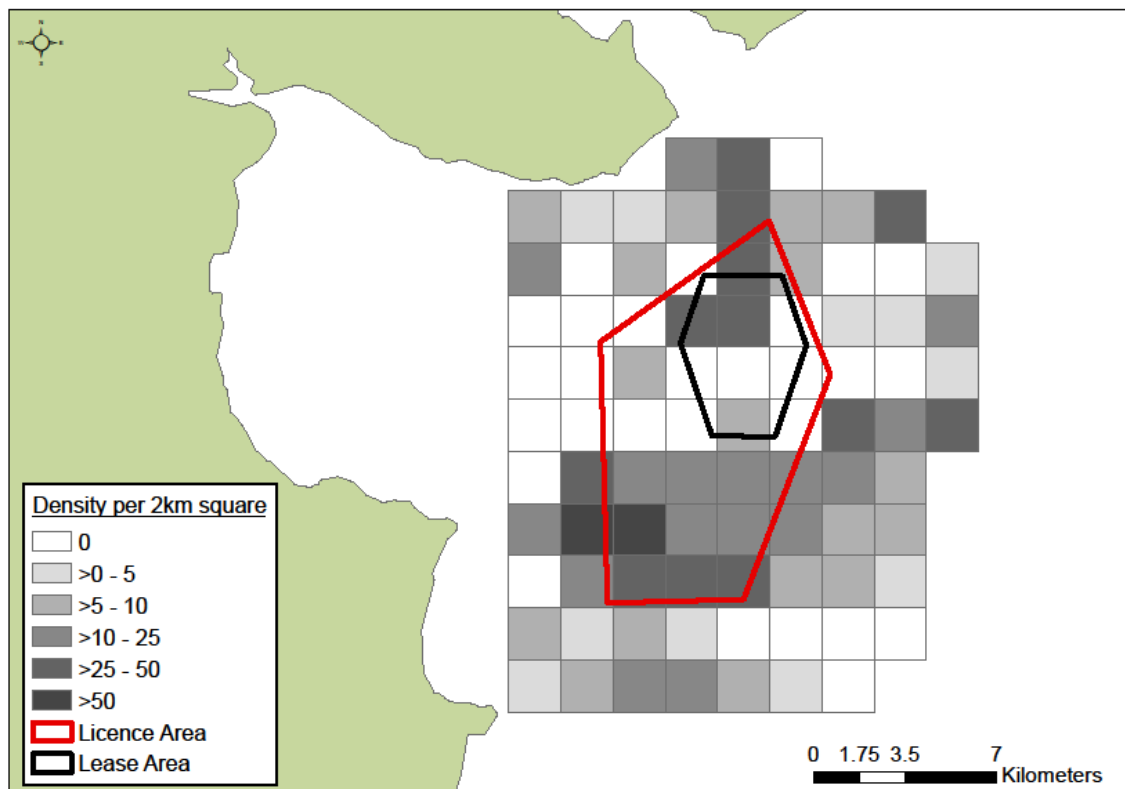 N
W E
S
Density per 2km square
0
>0 - 5
>5 - 10
>10 - 25
>25 - 50
>50
Licence Area
Lease Area
0 1.75 3.5 7
Kilometers